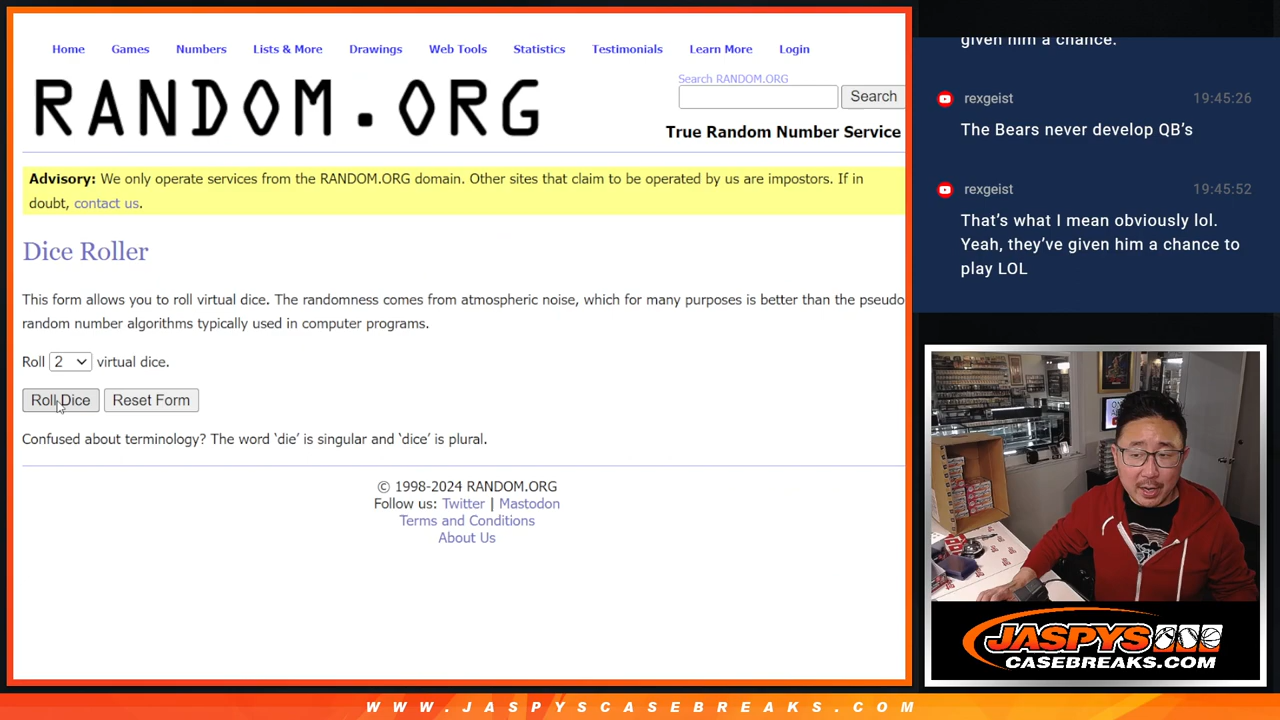 Home Games Numbers Lists & More Drawings Web Tools Statistics Testimonials Learn More Login
RANDOM.ORG
Search RANDOM.ORG
Search
True Random Number Service
Advisory: We only operate services from the RANDOM.ORG domain. Other sites that claim to be operated by us are impostors. If in
doubt, contact us.
Dice Roller
This form allows you to roll virtual dice. The randomness comes from atmospheric noise, which for many purposes is better than the pseudo
random number algorithms typically used in computer programs.
Roll 2 virtual dice.
Roll Dice Reset Form
Confused about terminology? The word ‘die’ is singular and ‘dice’ is plural.
© 1998-2024 RANDOM.ORG
Follow us: Twitter | Mastodon
Terms and Conditions
About Us
given him a chance.
rexgeist 19:45:26
The Bears never develop QB’s
rexgeist 19:45:52
That’s what I mean obviously lol.
Yeah, they’ve given him a chance to
play LOL
JASPYS
CASEBREAKS.COM
WWW.JASPYSCASEBREAKS.COM